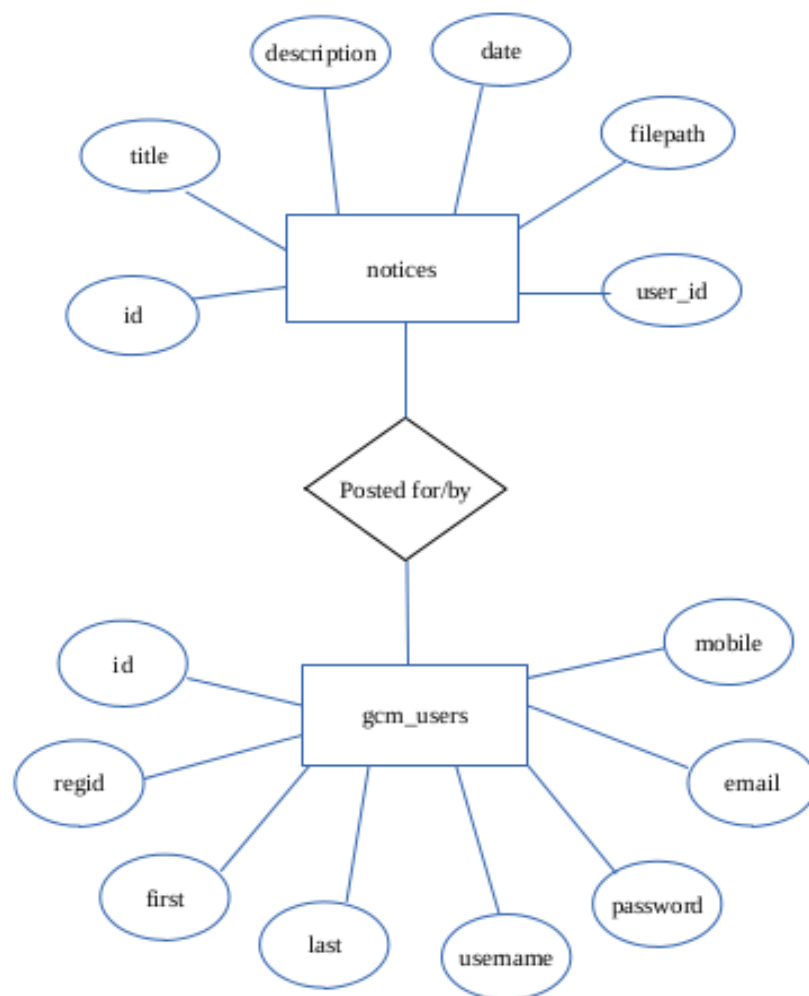 description
date
title
filepath
notices
id
user_id
Posted for/by
id
mobile
gcm_users
regid
email
first
password
last
username